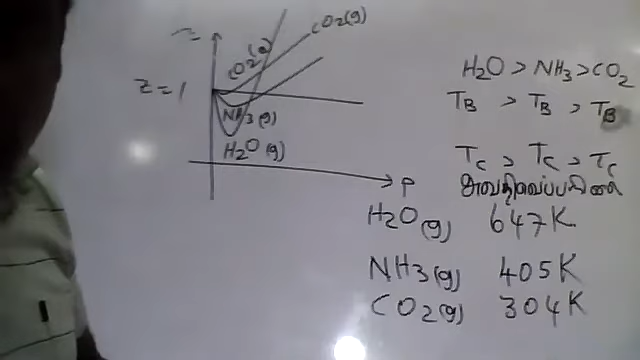 Z
Z = 1
CO2(g)
CO2(g)
NH3(g)
H2O(g)
P
H2O > NH3 > CO2
TB > TB > TB
TC > TC > TC
அவதிவெப்பநிலை
H2O(g) 647K
NH3(g) 405K
CO2(g) 304K